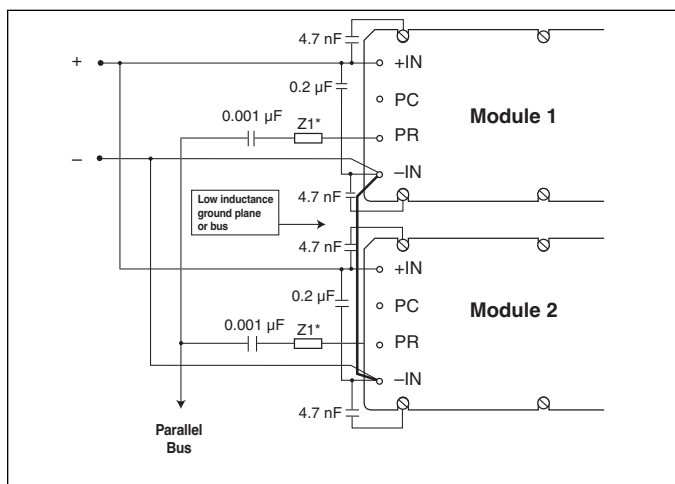 4.7 nF
+
+IN
0.2 µF
PC
Module 1
0.001 µF
Z1*
PR
–
–IN
4.7 nF
Low inductance
ground plane
or bus
4.7 nF
+IN
0.2 µF
PC
Module 2
0.001 µF
Z1*
PR
–IN
4.7 nF
Parallel
Bus